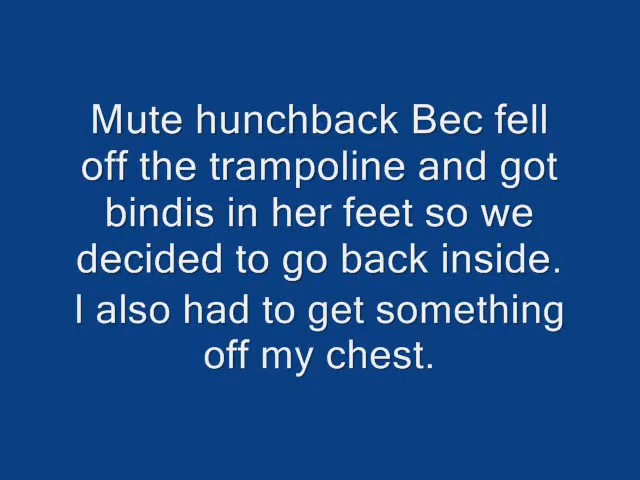 Mute hunchback Bec fell
off the trampoline and got
bindis in her feet so we
decided to go back inside.
I also had to get something
off my chest.